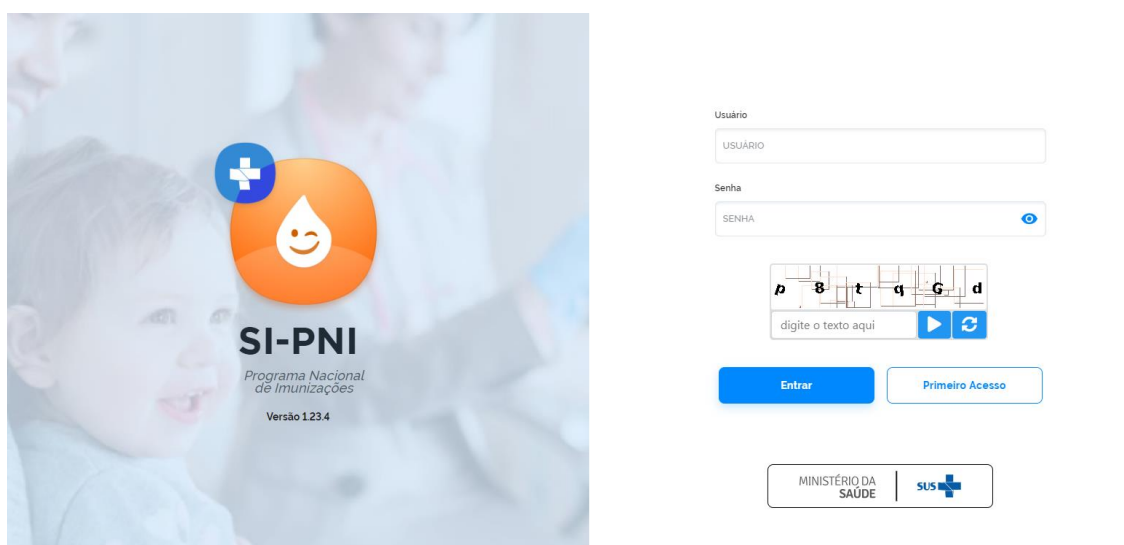 SI-PNI
Programa Nacional
de Imunizações
Versão 1.23.4
Usuário
USUÁRIO
Senha
SENHA
p 8 t q G d
digite o texto aqui
Entrar
Primeiro Acesso
MINISTÉRIO DA
SAÚDE
SUS